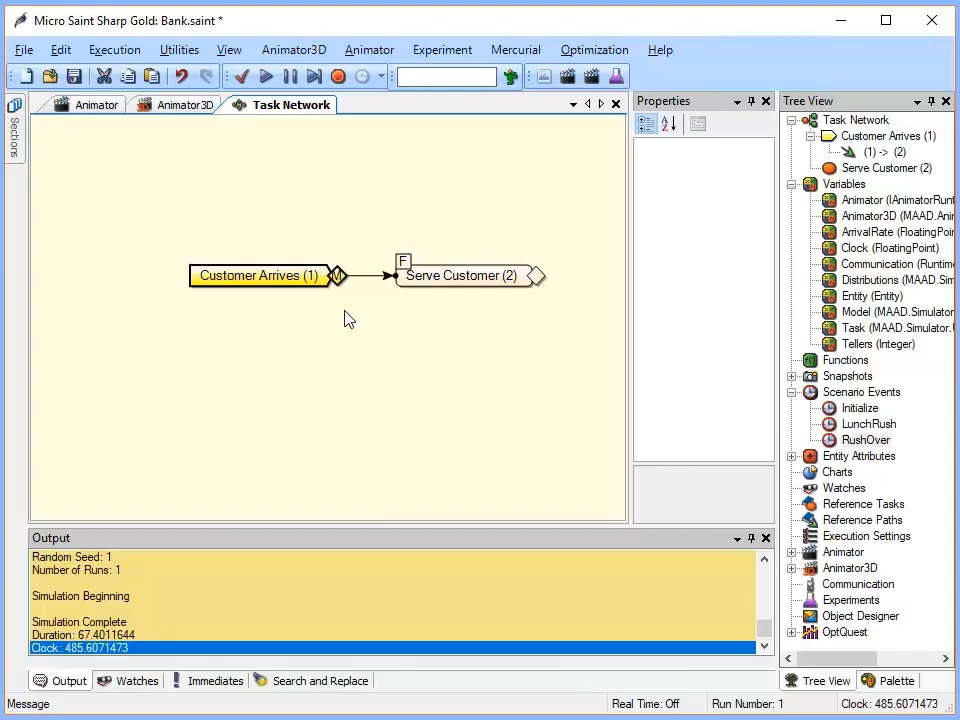 Micro Saint Sharp Gold: Bank.saint *
File Edit Execution Utilities View Animator3D Animator Experiment Mercurial Optimization Help
Animator Animator3D Task Network
Sections
Customer Arrives (1) M
F
Serve Customer (2)
Properties
Tree View
Task Network
Customer Arrives (1)
(1) -> (2)
Serve Customer (2)
Variables
Animator (IAnimatorRunt
Animator3D (MAAD.Anir
ArrivalRate (FloatingPoin
Clock (FloatingPoint)
Communication (Runtime
Distributions (MAAD.Sim
Entity (Entity)
Model (MAAD.Simulator
Task (MAAD.Simulator.
Tellers (Integer)
Functions
Snapshots
Scenario Events
Initialize
LunchRush
RushOver
Entity Attributes
Charts
Watches
Reference Tasks
Reference Paths
Execution Settings
Animator
Animator3D
Communication
Experiments
Object Designer
OptQuest
Tree View Palette
Output
Random Seed: 1
Number of Runs: 1
Simulation Beginning
Simulation Complete
Duration: 67.4011644
Clock: 485.6071473
Output Watches Immediates Search and Replace
Message Real Time: Off Run Number: 1 Clock: 485.6071473